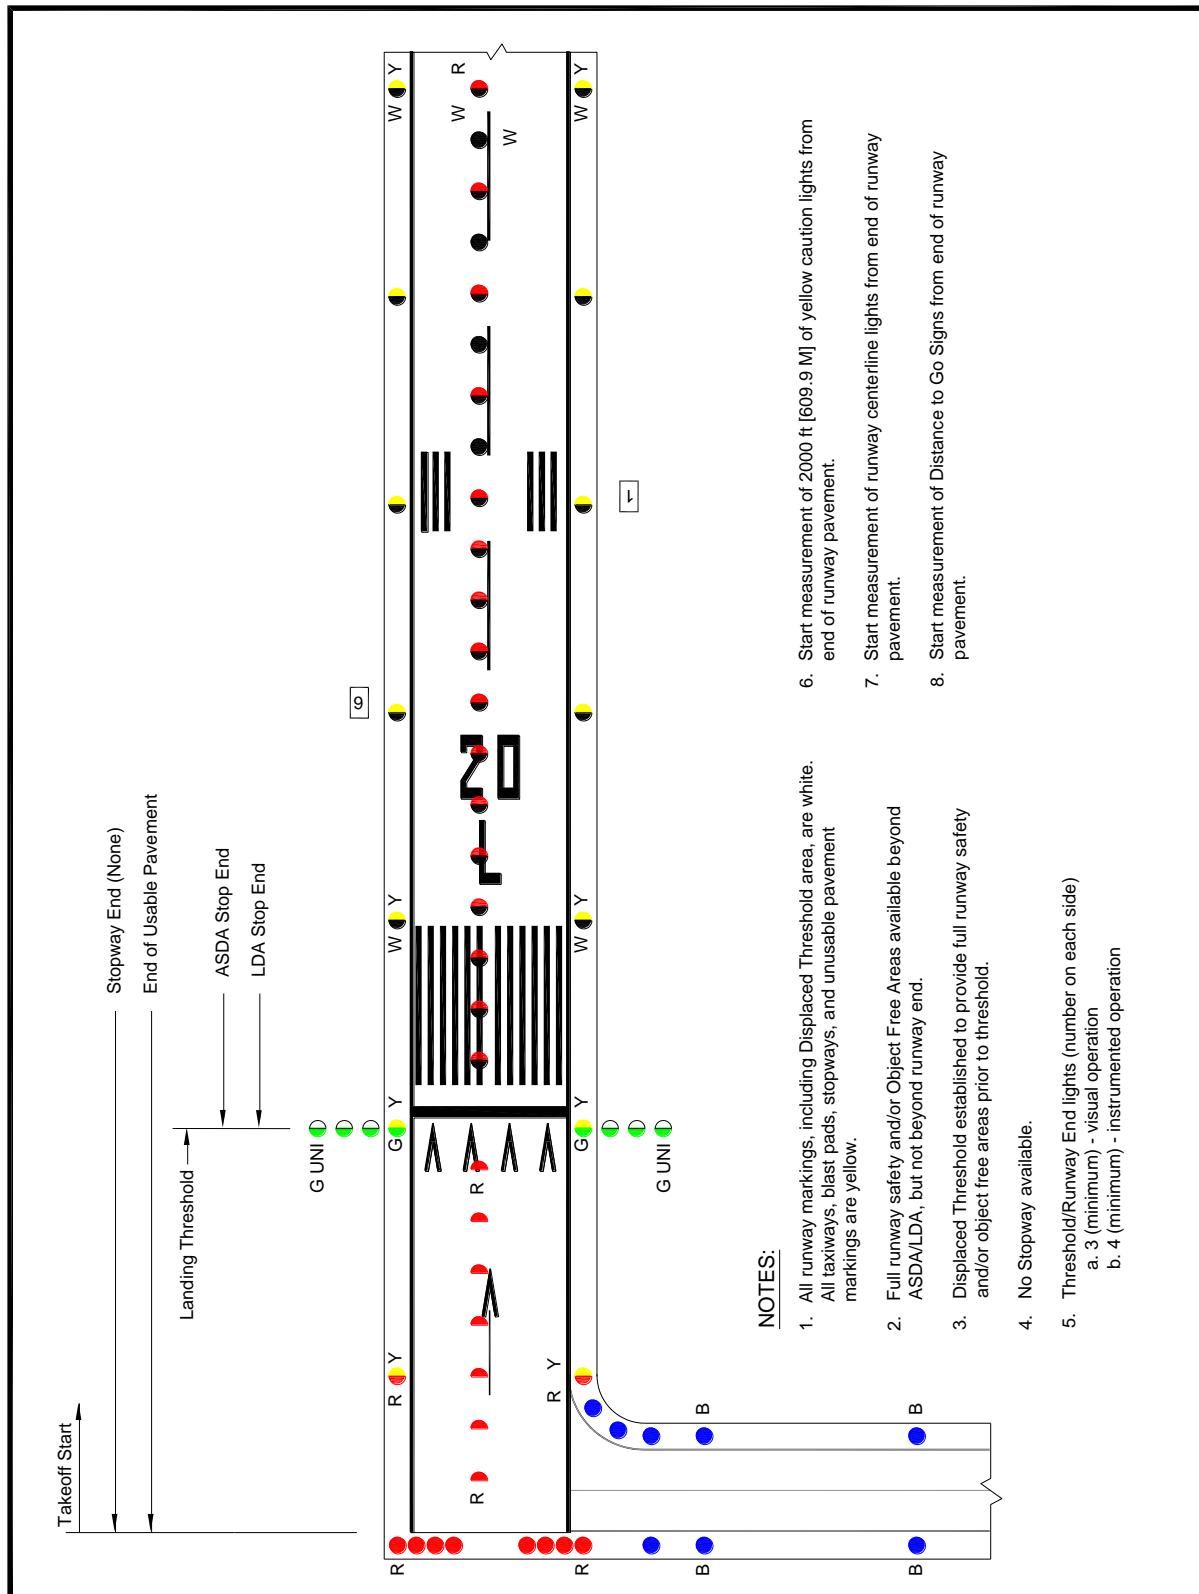 Takeoff Start
Stopway End (None)
End of Usable Pavement
Landing Threshold
ASDA Stop End
LDA Stop End
G UNI
9
R
R Y
G Y
W Y
W Y
R
R
L
20
W
R
W
R
R Y
G Y
W Y
W Y
G UNI
1
B
B
B
B
NOTES:
1. All runway markings, including Displaced Threshold area, are white.
All taxiways, blast pads, stopways, and unusable pavement
markings are yellow.
2. Full runway safety and/or Object Free Areas available beyond
ASDA/LDA, but not beyond runway end.
3. Displaced Threshold established to provide full runway safety
and/or object free areas prior to threshold.
4. No Stopway available.
5. Threshold/Runway End lights (number on each side)
a. 3 (minimum) - visual operation
b. 4 (minimum) - instrumented operation
6. Start measurement of 2000 ft [609.9 M] of yellow caution lights from
end of runway pavement.
7. Start measurement of runway centerline lights from end of runway
pavement.
8. Start measurement of Distance to Go Signs from end of runway
pavement.